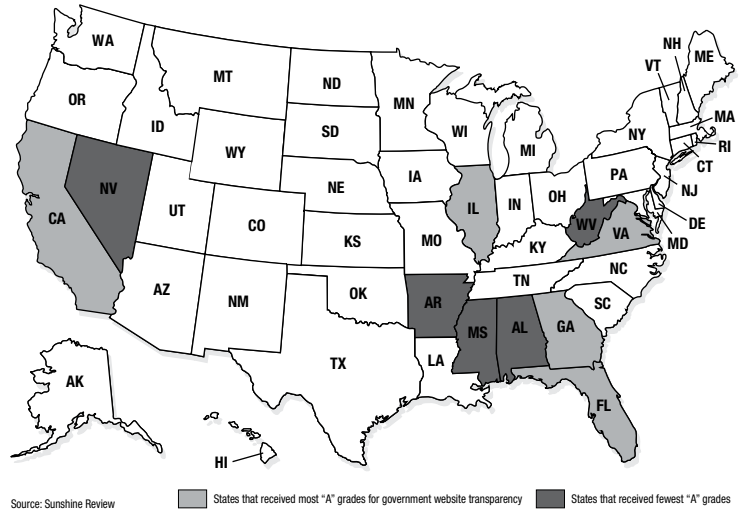 WA
NH
ME
VT
MT
ND
MN
OR
MA
ID
SD
WI
NY
RI
WY
MI
CT
IA
PA
NJ
NV
NE
OH
IL
IN
CA
UT
DE
CO
WV
VA
MD
KS
MO
KY
NC
TN
AZ
OK
NM
AR
SC
MS
AL
GA
TX
LA
AK
FL
HI
Source: Sunshine Review
States that received most “A” grades for government website transparency
States that received fewest “A” grades